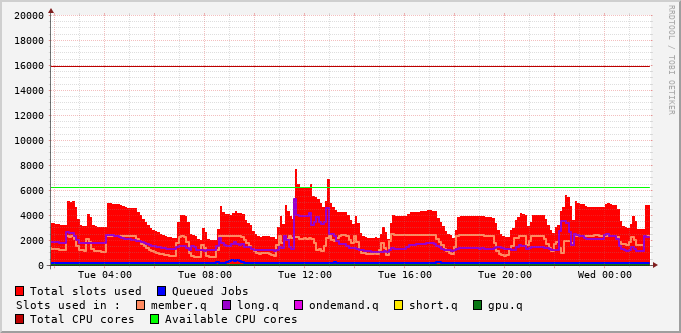 RRDTOOL / TOBI OETIKER
20000
18000
16000
14000
12000
10000
8000
6000
4000
2000
0
Tue 04:00 Tue 08:00 Tue 12:00 Tue 16:00 Tue 20:00 Wed 00:00
Total slots used Queued Jobs
Slots used in : member.q long.q ondemand.q short.q gpu.q
Total CPU cores Available CPU cores